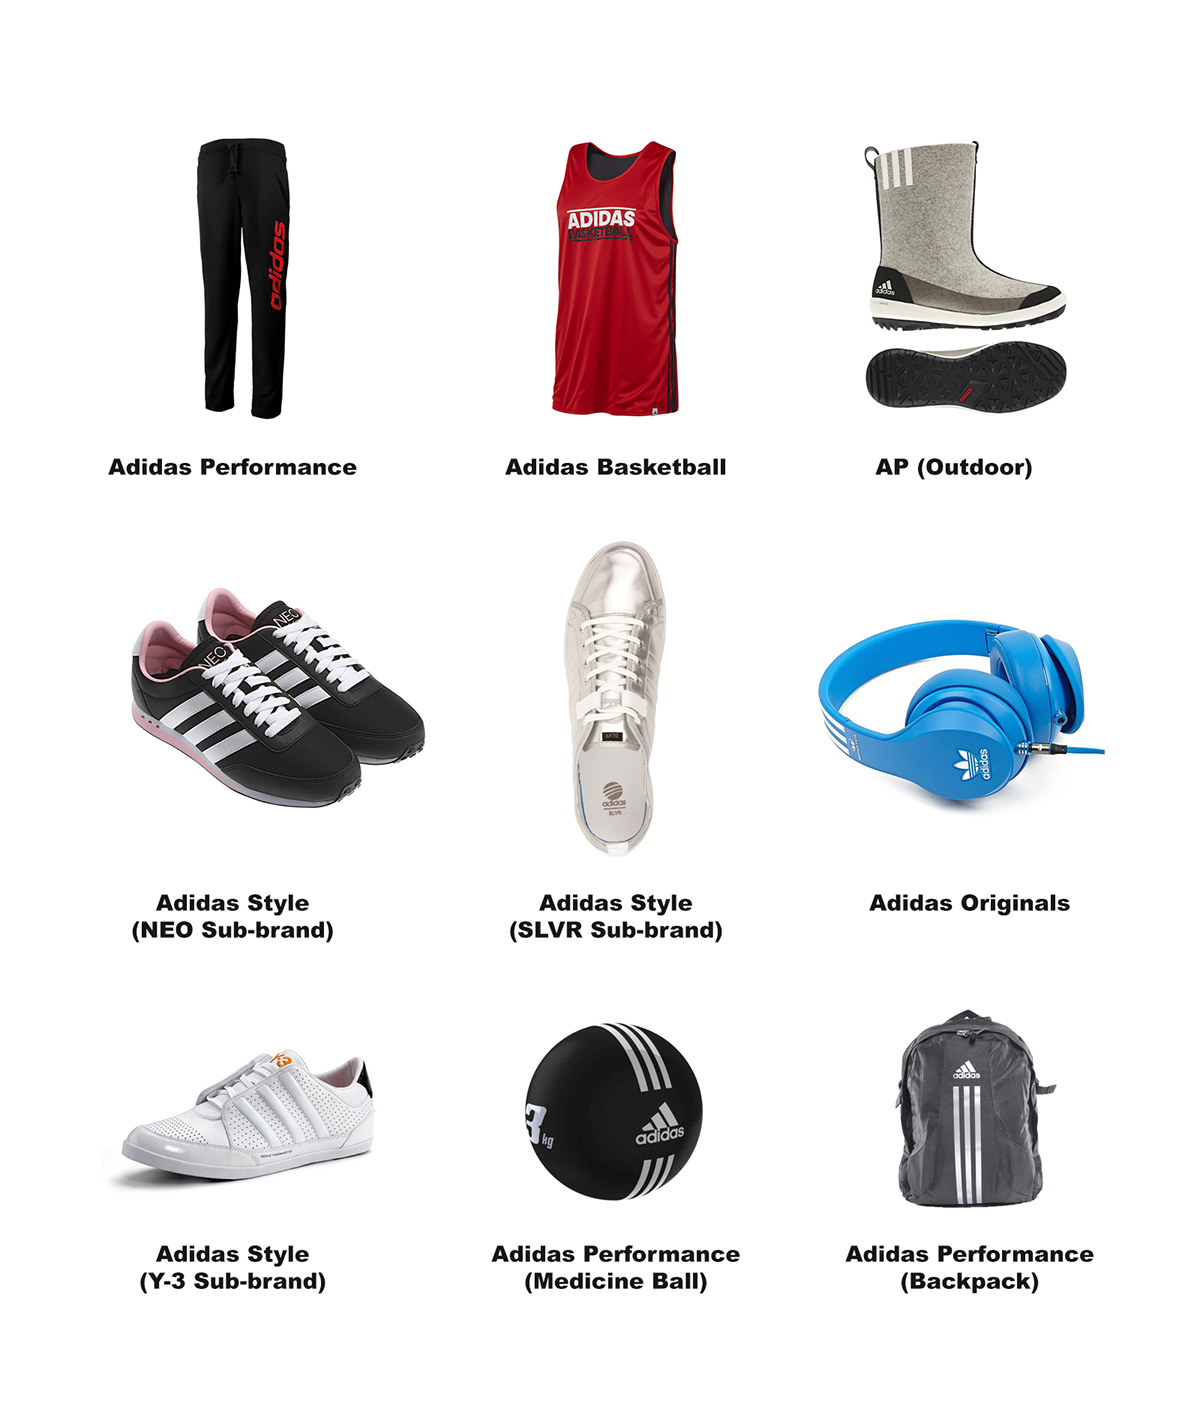 adidas
ADIDAS
BASKETBALL
adidas
Adidas Performance
Adidas Basketball
AP (Outdoor)
NEO
NEO
adidas
SLVR
adidas
Adidas Style
(NEO Sub-brand)
Adidas Style
(SLVR Sub-brand)
Adidas Originals
Y-3
3
kg
adidas
adidas
Adidas Style
(Y-3 Sub-brand)
Adidas Performance
(Medicine Ball)
Adidas Performance
(Backpack)